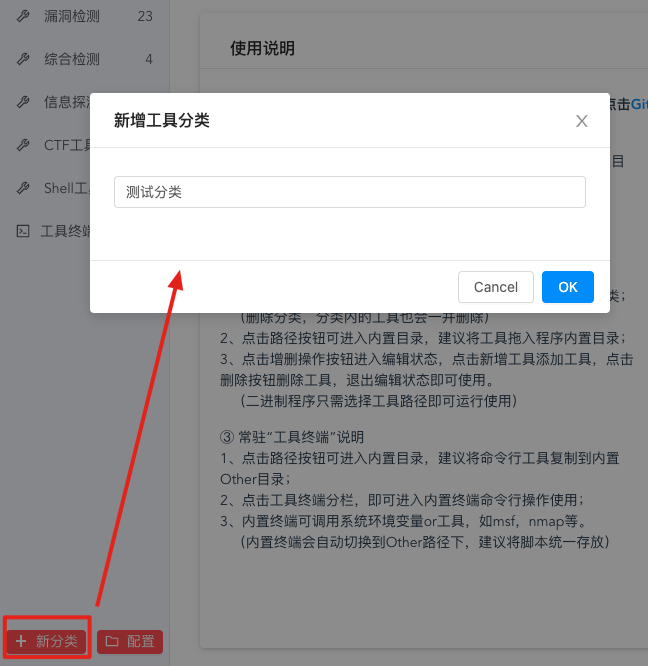 漏洞检测 23
综合检测 4
信息探
CTF工具
Shell工
工具终端
使用说明
点击Git
目
新增工具分类
测试分类
Cancel
OK
类；
（删除分类，分类内的工具也会一并删除）
2、点击路径按钮可进入内置目录，建议将工具拖入程序内置目录；
3、点击增删操作按钮进入编辑状态，点击新增工具添加工具，点击
删除按钮删除工具，退出编辑状态即可使用。
（二进制程序只需选择工具路径即可运行使用）
③ 常驻“工具终端”说明
1、点击路径按钮可进入内置目录，建议将命令行工具复制到内置
Other目录；
2、点击工具终端分栏，即可进入内置终端命令行操作使用；
3、内置终端可调用系统环境变量or工具，如msf，nmap等。
（内置终端会自动切换到Other路径下，建议将脚本统一存放）
新分类
配置